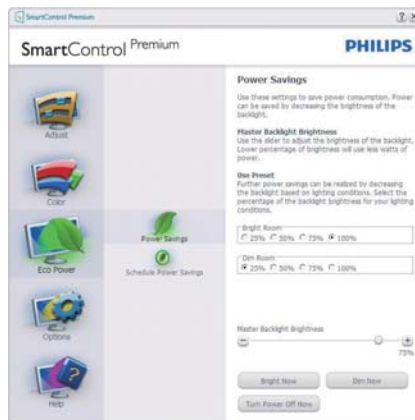 SmartControl Premium
SmartControl Premium
PHILIPS
Adjust
Color
Eco Power
Options
Help
Power Savings
Schedule Power Savings
Power Savings
Use these settings to save power consumption. Power
can be saved by decreasing the brightness of the
backlight.
Master Backlight Brightness
Use the slider to adjust the brightness of the backlight.
Lower percentage of brightness will use less watts of
power.
Use Preset
Further power savings can be realized by decreasing
the backlight based on lighting conditions. Select the
percentage of the backlight brightness for your lighting
conditions.
Bright Room
25% 50% 75% 100%
Dim Room
25% 50% 75% 100%
Master Backlight Brightness
75%
Bright Now Dim Now
Turn Power Off Now